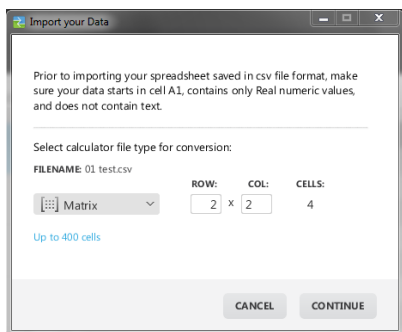 Import your Data
Prior to importing your spreadsheet saved in csv file format, make
sure your data starts in cell A1, contains only Real numeric values,
and does not contain text.
Select calculator file type for conversion:
FILENAME: 01 test.csv
ROW: COL: CELLS:
Matrix 2 x 2 4
Up to 400 cells
CANCEL CONTINUE